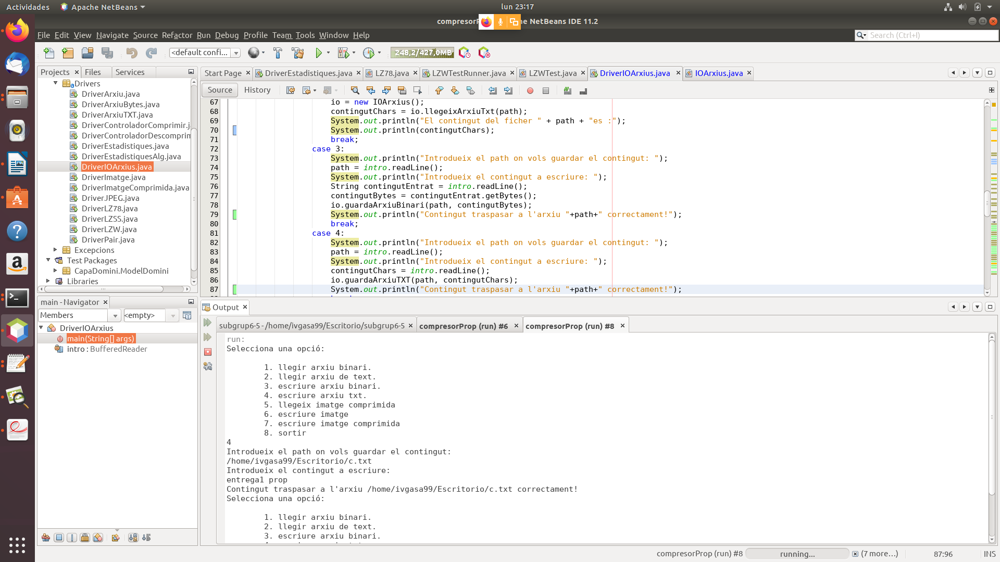 Actividades
Apache NetBeans
lun 23:17
compresorP
ne NetBeans IDE 11.2
File Edit View Navigate Source Refactor Run Debug Profile Team Tools Window Help
Search (Ctrl+I)
<default confi...
248,2/427,0MB
Projects
Files
Services
Drivers
DriverArxiu.java
DriverArxiuBytes.java
DriverArxiuTXT.java
DriverControladorComprimir.j
DriverControladorDescomprim
DriverEstadistiques.java
DriverEstadistiquesAlg.java
DriverIOArxius.java
DriverImatge.java
DriverImatgeComprimida.java
DriverJPEG.java
DriverLZ78.java
DriverLZSS.java
DriverLZW.java
DriverPair.java
Excepcions
Test Packages
CapaDomini.ModelDomini
Libraries
main - Navigator
Members
<empty>
DriverIOArxius
main(String[] args)
intro : BufferedReader
Start Page
DriverEstadistiques.java
LZ78.java
LZWTestRunner.java
LZWTest.java
DriverIOArxius.java
IOArxius.java
Source
History
67 io = new IOArxius();
68 contingutChars = io.llegeixArxiuTxt(path);
69 System.out.println("El contingut del ficher " + path + "es :");
70 System.out.println(contingutChars);
71 break;
72 case 3:
73 System.out.println("Introdueix el path on vols guardar el contingut: ");
74 path = intro.readLine();
75 System.out.println("Introdueix el contingut a escriure: ");
76 String contingutEntrat = intro.readLine();
77 contingutBytes = contingutEntrat.getBytes();
78 io.guardaArxiuBinari(path, contingutBytes);
79 System.out.println("Contingut traspasar a l'arxiu "+path+" correctament!");
80 break;
81 case 4:
82 System.out.println("Introdueix el path on vols guardar el contingut: ");
83 path = intro.readLine();
84 System.out.println("Introdueix el contingut a escriure: ");
85 contingutChars = intro.readLine();
86 io.guardaArxiuTXT(path, contingutChars);
87 System.out.println("Contingut traspasar a l'arxiu "+path+" correctament!");
Output
subgrup6-5 - /home/ivgasa99/Escritorio/subgrup6-5
compresorProp (run) #6
compresorProp (run) #8
run:
Selecciona una opció:
1. llegir arxiu binari.
2. llegir arxiu de text.
3. escriure arxiu binari.
4. escriure arxiu txt.
5. llegeix imatge comprimida
6. escriure imatge
7. escriure imatge comprimida
8. sortir
4
Introdueix el path on vols guardar el contingut:
/home/ivgasa99/Escritorio/c.txt
Introdueix el contingut a escriure:
entrega1 prop
Contingut traspasar a l'arxiu /home/ivgasa99/Escritorio/c.txt correctament!
Selecciona una opció:
1. llegir arxiu binari.
2. llegir arxiu de text.
3. escriure arxiu binari.
compresorProp (run) #8
running...
(7 more...)
87:96
INS